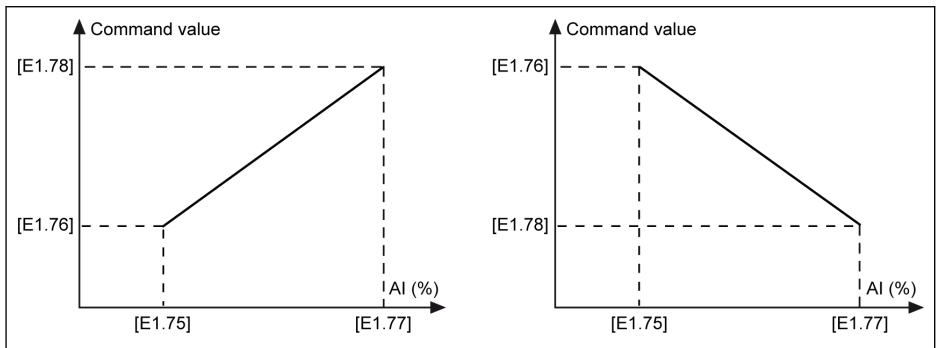 Command value
[E1.78]
[E1.76]
AI (%)
[E1.75]
[E1.77]
Command value
[E1.76]
[E1.78]
AI (%)
[E1.75]
[E1.77]